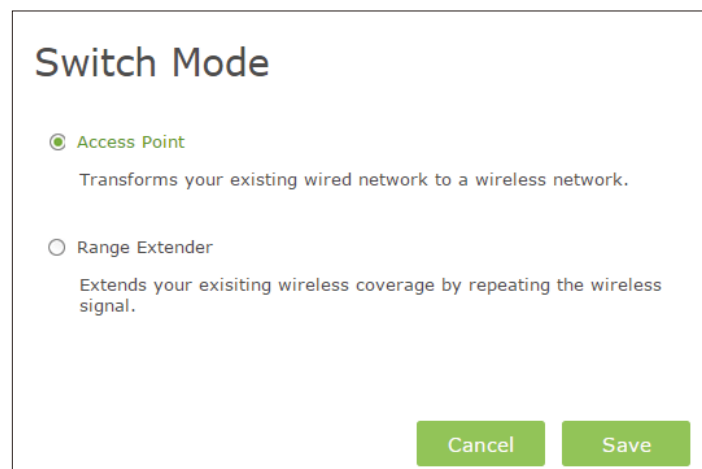 Switch Mode
Access Point
Transforms your existing wired network to a wireless network.
Range Extender
Extends your exisiting wireless coverage by repeating the wireless
signal.
Cancel
Save